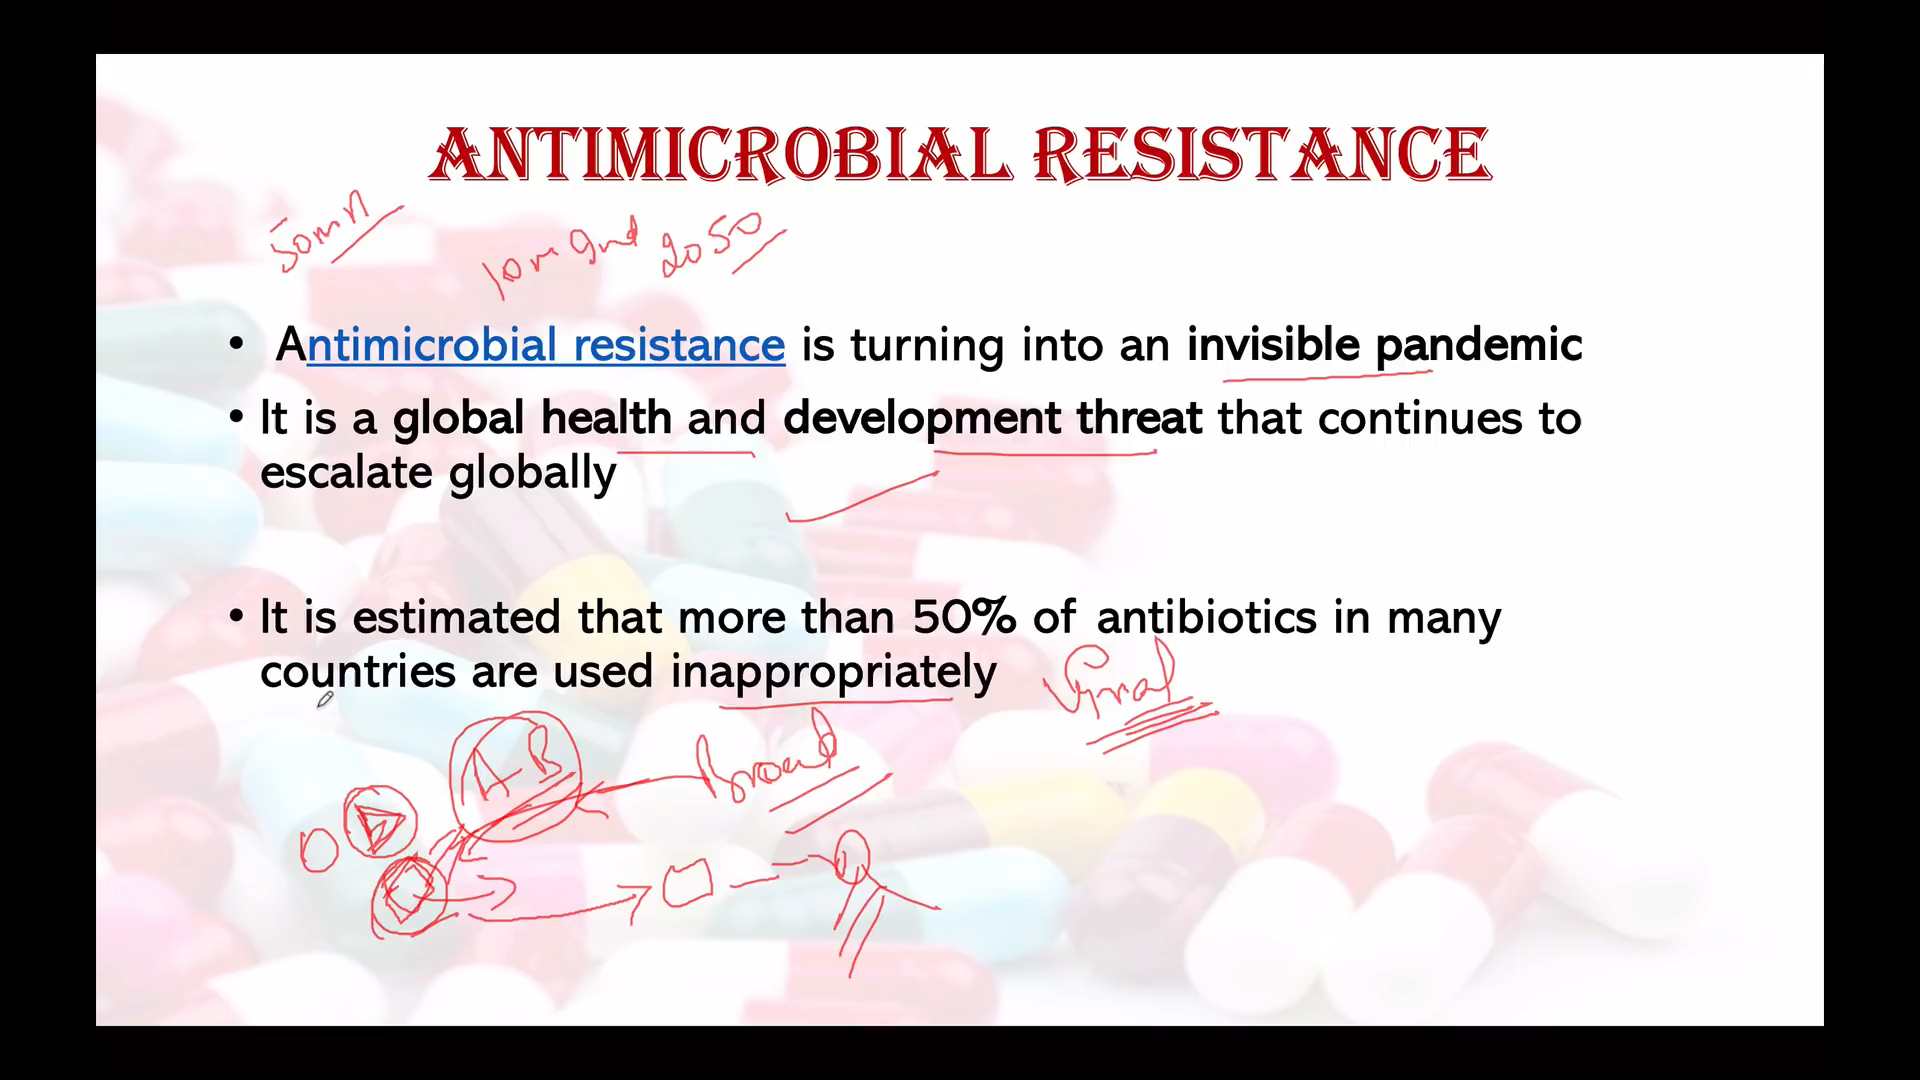 ANTIMICROBIAL RESISTANCE
50mn
10m 2050
• Antimicrobial resistance is turning into an invisible pandemic
• It is a global health and development threat that continues to
escalate globally
• It is estimated that more than 50% of antibiotics in many
countries are used inappropriately
Viral
AB
Broad